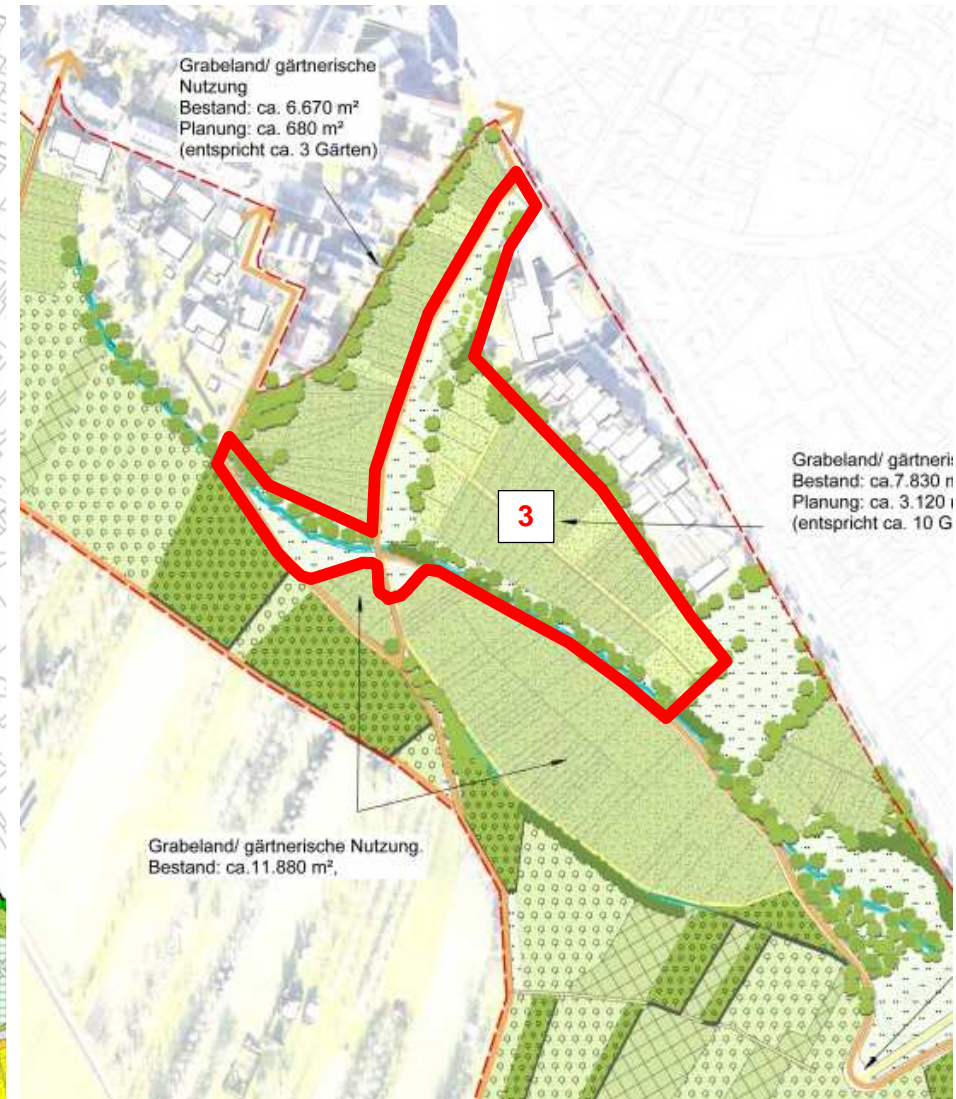 Grabeland/ gärtnerische
Nutzung
Bestand: ca. 6.670 m²
Planung: ca. 680 m²
(entspricht ca. 3 Gärten)
Grabeland/
Bestand: ca.7.830
Planung: ca. 3.120
(entspricht ca. 10
3
Grabeland/ gärtnerische Nutzung.
Bestand: ca.11.880 m²,